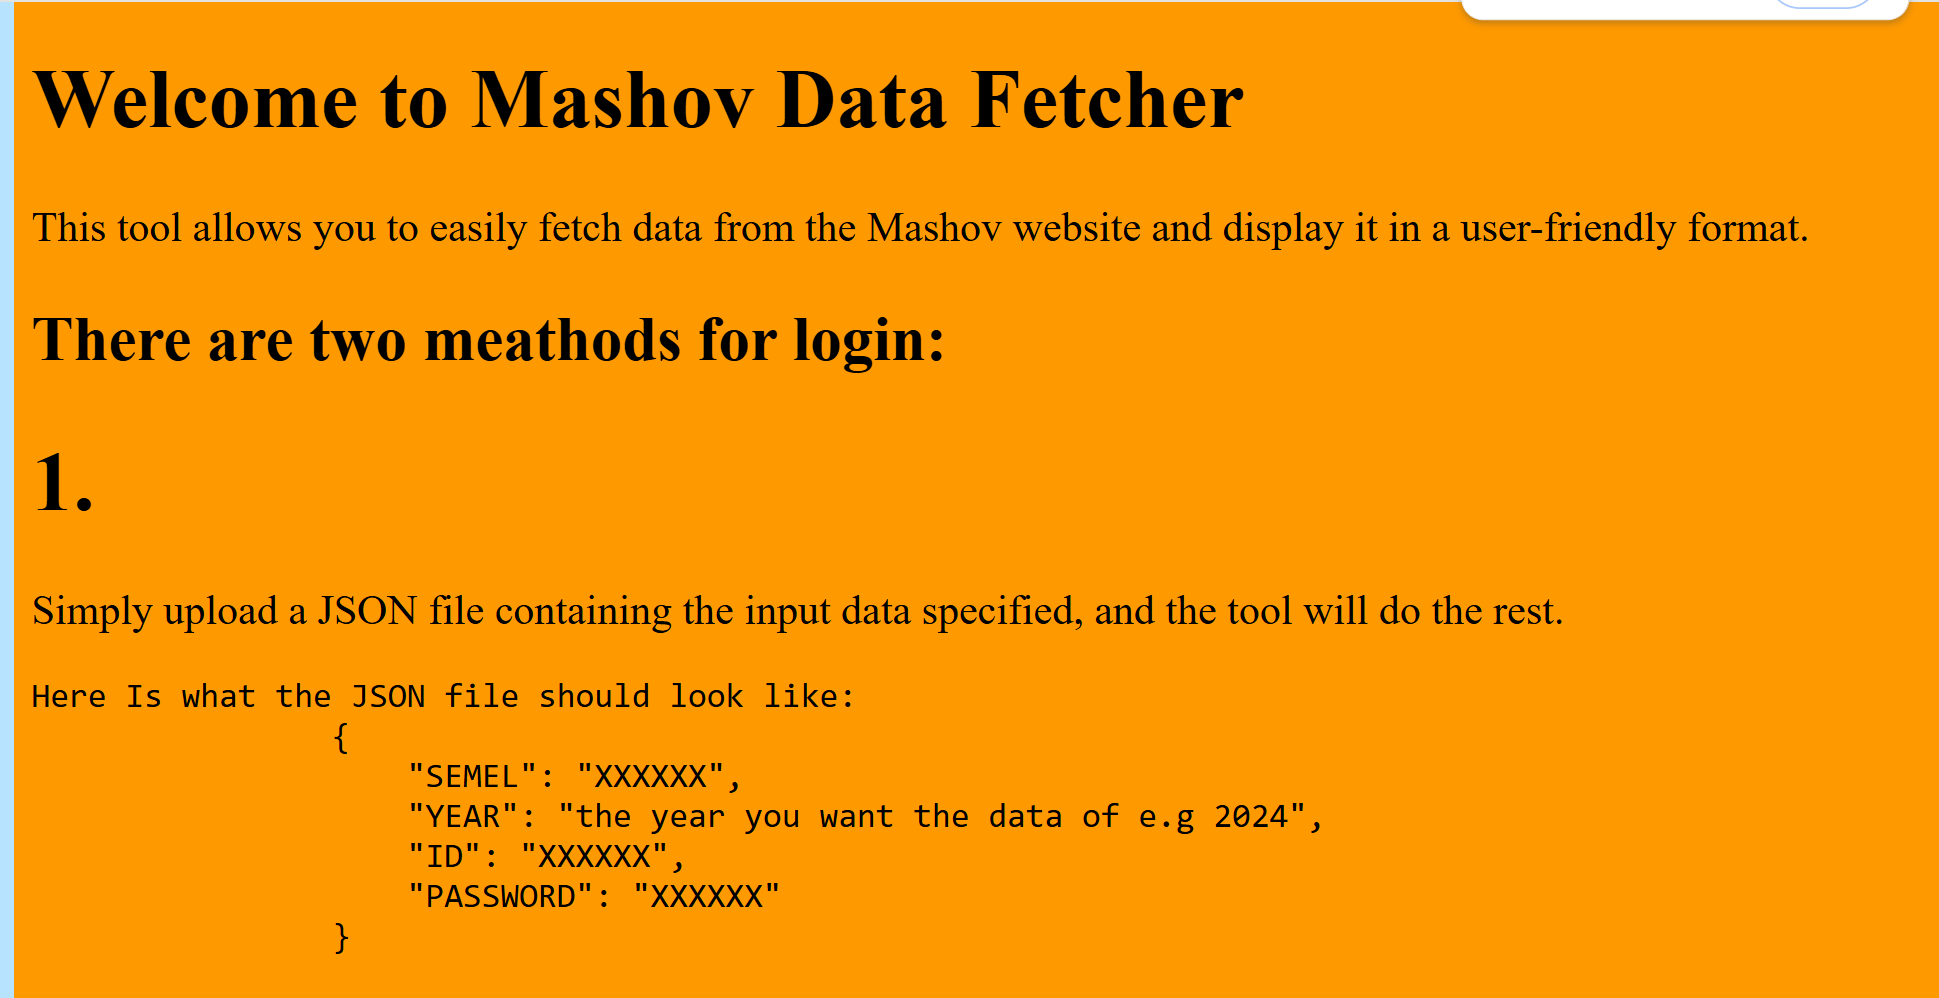 Welcome to Mashov Data Fetcher
This tool allows you to easily fetch data from the Mashov website and display it in a user-friendly format.
There are two meathods for login:
1.
Simply upload a JSON file containing the input data specified, and the tool will do the rest.
Here Is what the JSON file should look like:
{
"SEMEL": "XXXXXX",
"YEAR": "the year you want the data of e.g 2024",
"ID": "XXXXXX",
"PASSWORD": "XXXXXX"
}